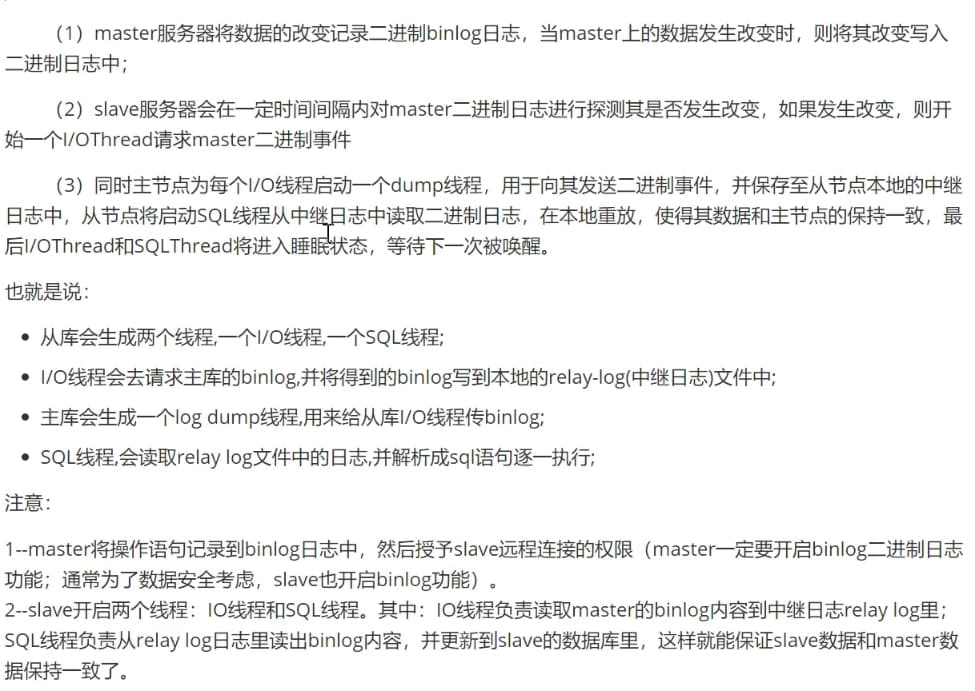 （1）master服务器将数据的改变记录二进制binlog日志，当master上的数据发生改变时，则将其改变写入
二进制日志中；
（2）slave服务器会在一定时间间隔内对master二进制日志进行探测其是否发生改变，如果发生改变，则开
始一个I/OThread请求master二进制事件
（3）同时主节点为每个I/O线程启动一个dump线程，用于向其发送二进制事件，并保存至从节点本地的中继
日志中，从节点将启动SQL线程从中继日志中读取二进制日志，在本地重放，使得其数据和主节点的保持一致，最
后I/OThread和SQLThread将进入睡眠状态，等待下一次被唤醒。
也就是说：
• 从库会生成两个线程,一个I/O线程,一个SQL线程;
• I/O线程会去请求主库的binlog,并将得到的binlog写到本地的relay-log(中继日志)文件中;
• 主库会生成一个log dump线程,用来给从库I/O线程传binlog;
• SQL线程,会读取relay log文件中的日志,并解析成sql语句逐一执行;
注意：
1--master将操作语句记录到binlog日志中，然后授予slave远程连接的权限（master一定要开启binlog二进制日志
功能；通常为了数据安全考虑，slave也开启binlog功能）。
2--slave开启两个线程：IO线程和SQL线程。其中：IO线程负责读取master的binlog内容到中继日志relay log里；
SQL线程负责从relay log日志里读出binlog内容，并更新到slave的数据库里，这样就能保证slave数据和master数
据保持一致了。